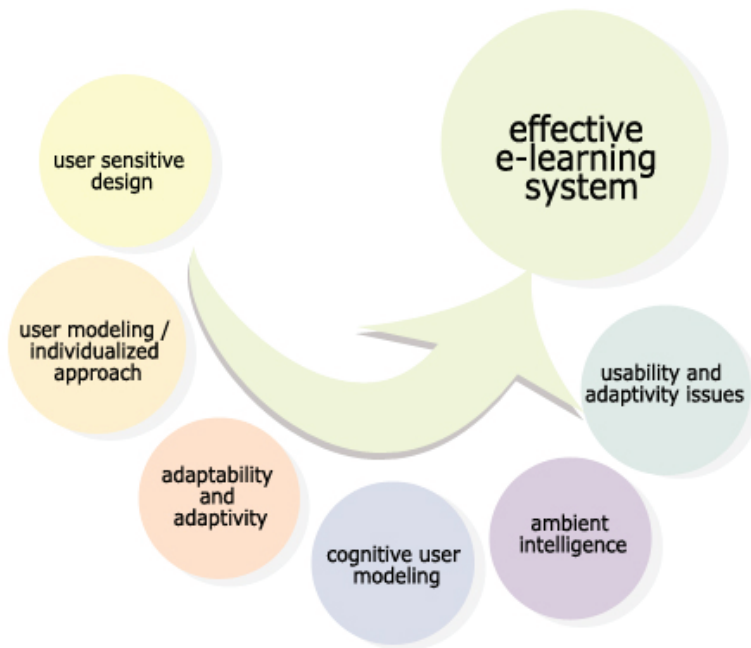 effective
e-learning
system
user sensitive
design
user modeling /
individualized
approach
adaptability
and
adaptivity
cognitive user
modeling
ambient
intelligence
usability and
adaptivity issues